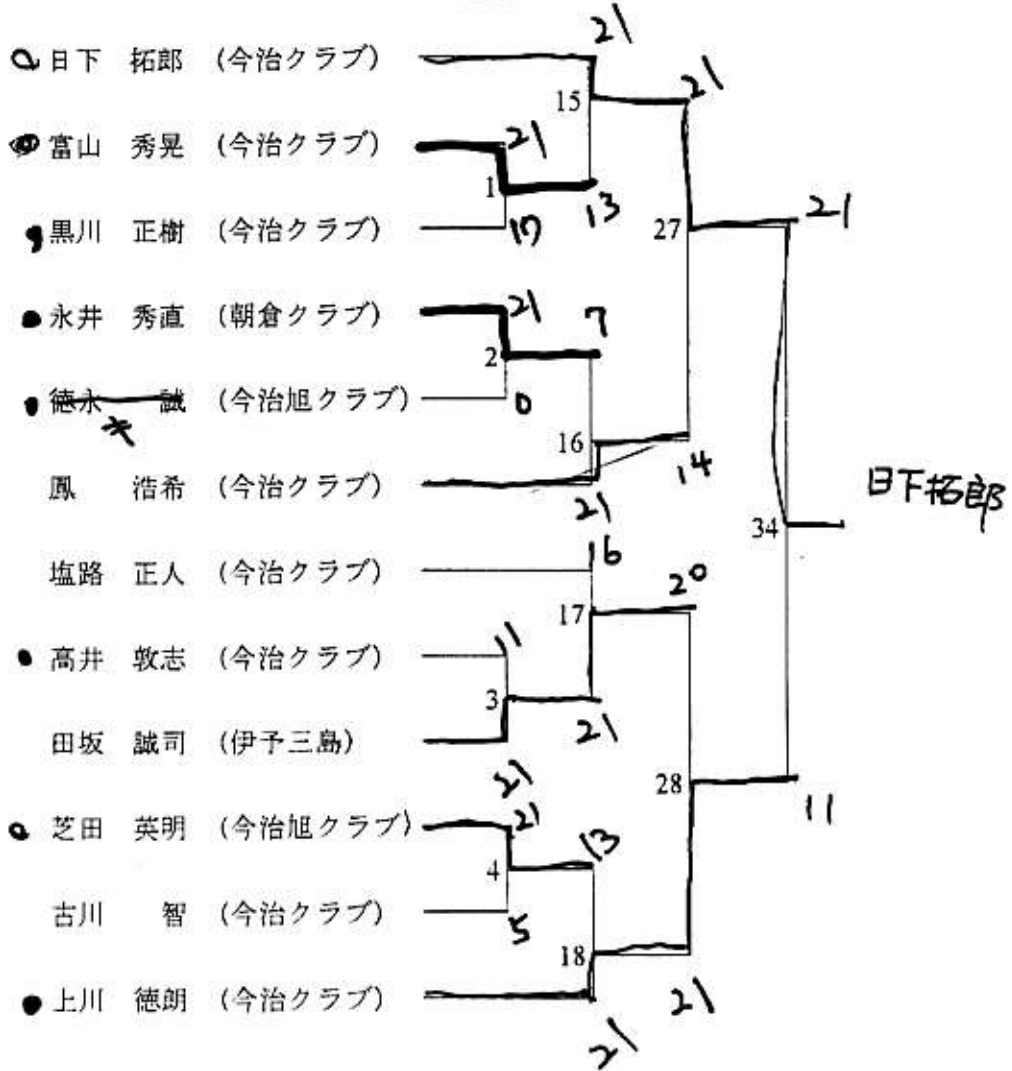 21
日下 拓郎 (今治クラブ)
15 21
富山 秀晃 (今治クラブ) 21
1 13
黒川 正樹 (今治クラブ) 17 27 21
永井 秀直 (朝倉クラブ) 21 7
2
徳永 誠 (今治旭クラブ) 0
キ 16 14
鳳 浩希 (今治クラブ) 21
日下拓郎
34
16
塩路 正人 (今治クラブ) 20
17
高井 敦志 (今治クラブ) 11
3
田坂 誠司 (伊予三島) 21
21 28 11
芝田 英明 (今治旭クラブ) 21 13
4
古川 智 (今治クラブ) 5
18
上川 徳朗 (今治クラブ) 21
21